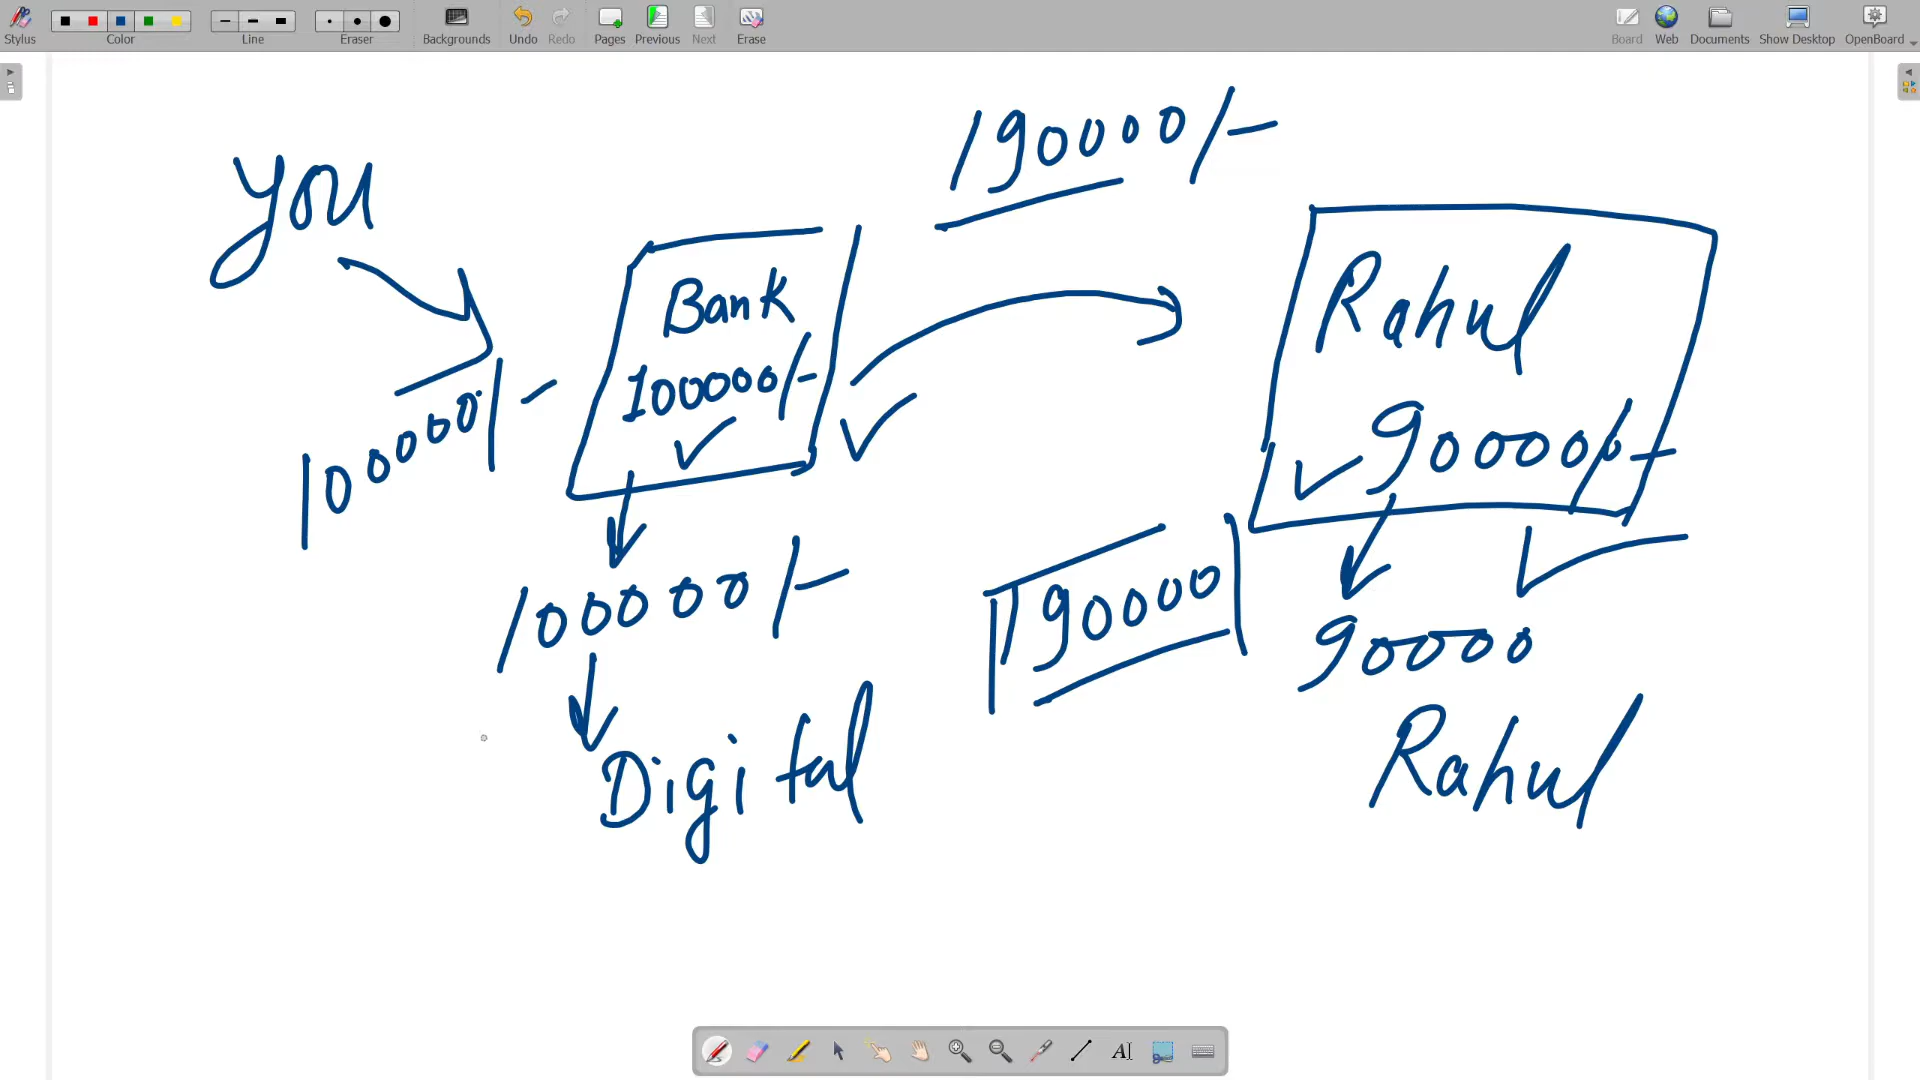 Stylus
Color
Line
Eraser
Backgrounds
Undo
Redo
Pages
Previous
Next
Erase
Board
Web
Documents
Show Desktop
OpenBoard
190000/-
you
Bank
100000/-
100000/-
Rahul
90000/-
100000/-
190000
90000
Digital
Rahul